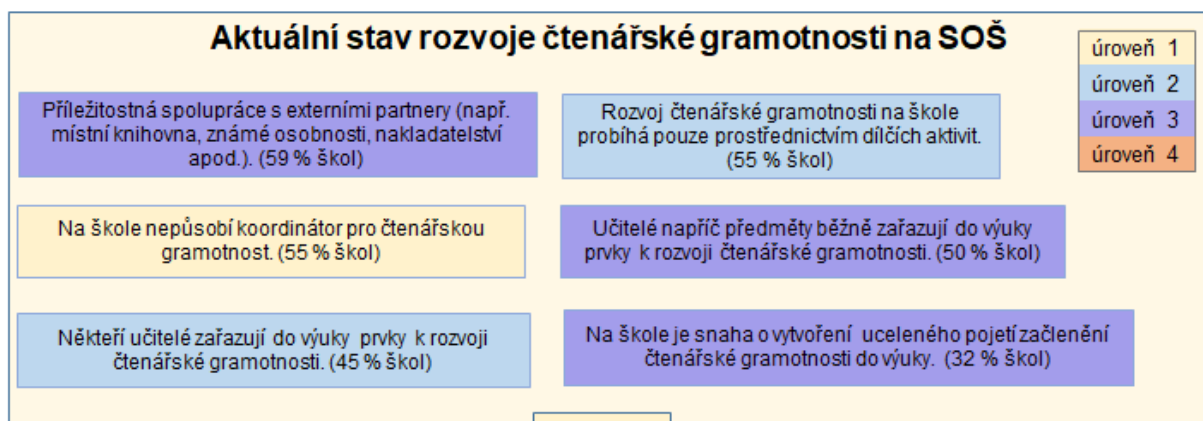 Aktuální stav rozvoje čtenářské gramotnosti na SOŠ
úroveň 1
úroveň 2
úroveň 3
úroveň 4
Příležitostná spolupráce s externími partnery (např.
místní knihovna, známé osobnosti, nakladatelství
apod.). (59 % škol)
Rozvoj čtenářské gramotnosti na škole
probíhá pouze prostřednictvím dílčích aktivit.
(55 % škol)
Na škole nepůsobí koordinátor pro čtenářskou
gramotnost. (55 % škol)
Učitelé napříč předměty běžně zařazují do výuky
prvky k rozvoji čtenářské gramotnosti. (50 % škol)
Někteří učitelé zařazují do výuky prvky k rozvoji
čtenářské gramotnosti. (45 % škol)
Na škole je snaha o vytvoření uceleného pojetí začlenění
čtenářské gramotnosti do výuky. (32 % škol)